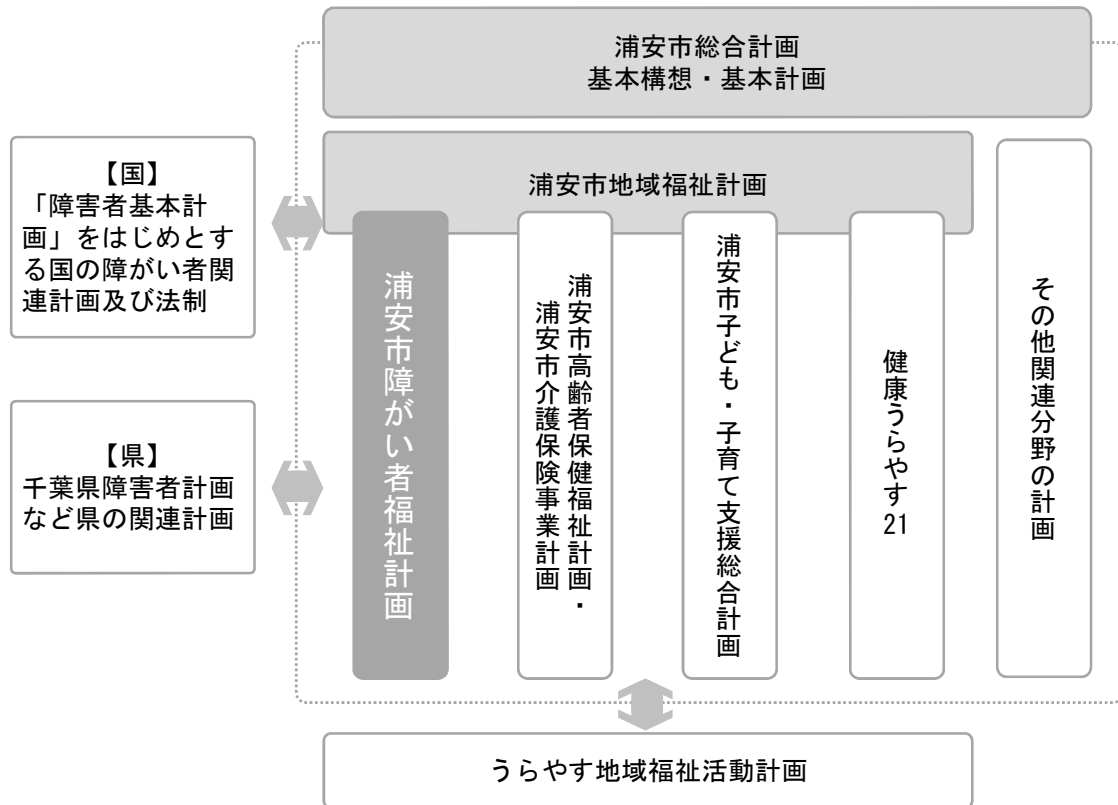 浦安市総合計画
基本構想・基本計画
【国】
「障害者基本計
画」をはじめとす
る国の障がい者関
連計画及び法制
浦安市地域福祉計画
浦安市障がい者福祉計画
浦安市高齢者保健福祉計画・
浦安市介護保険事業計画
浦安市子ども・子育て支援総合計画
健康うらやす21
その他関連分野の計画
【県】
千葉県障害者計画
など県の関連計画
うらやす地域福祉活動計画